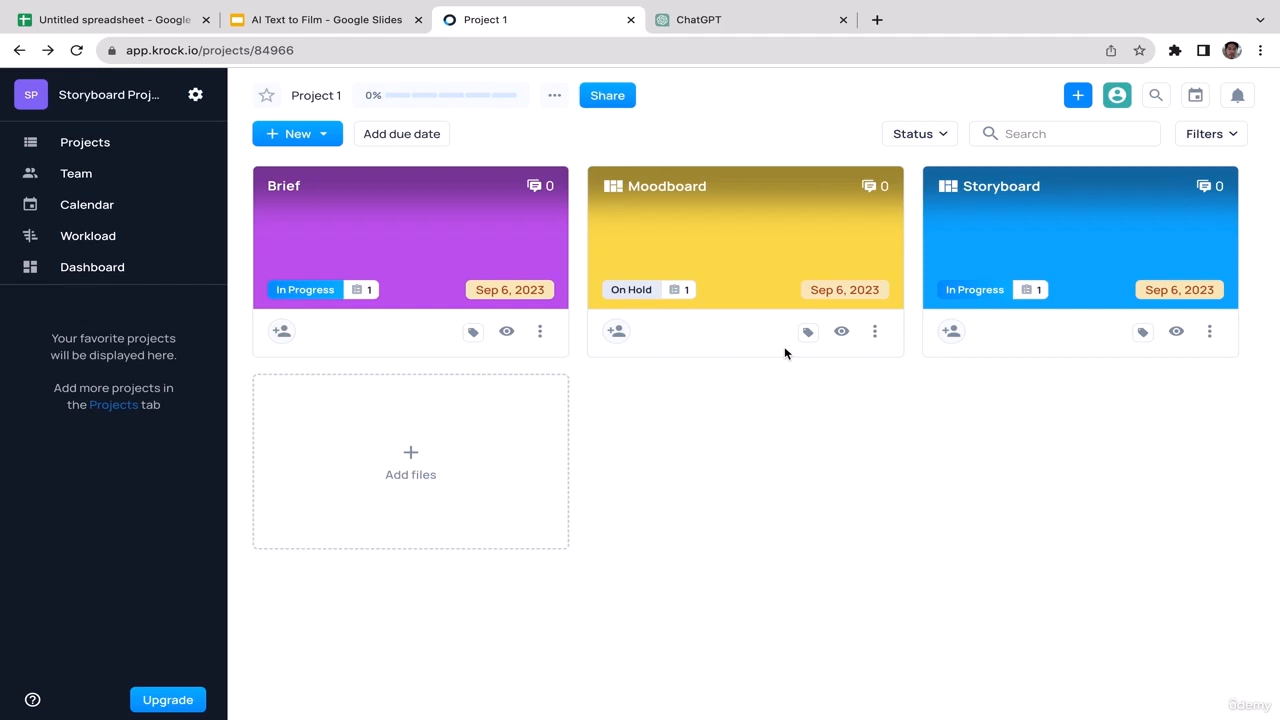 Untitled spreadsheet - Google
AI Text to Film - Google Slides
Project 1
ChatGPT
app.krock.io/projects/84966
SP
Storyboard Proj...
Projects
Team
Calendar
Workload
Dashboard
Your favorite projects
will be displayed here.
Add more projects in
the Projects tab
Upgrade
Project 1
0%
Share
New
Add due date
Status
Search
Filters
Brief
0
In Progress
1
Sep 6, 2023
Moodboard
0
On Hold
1
Sep 6, 2023
Storyboard
0
In Progress
1
Sep 6, 2023
Add files
ûdemy